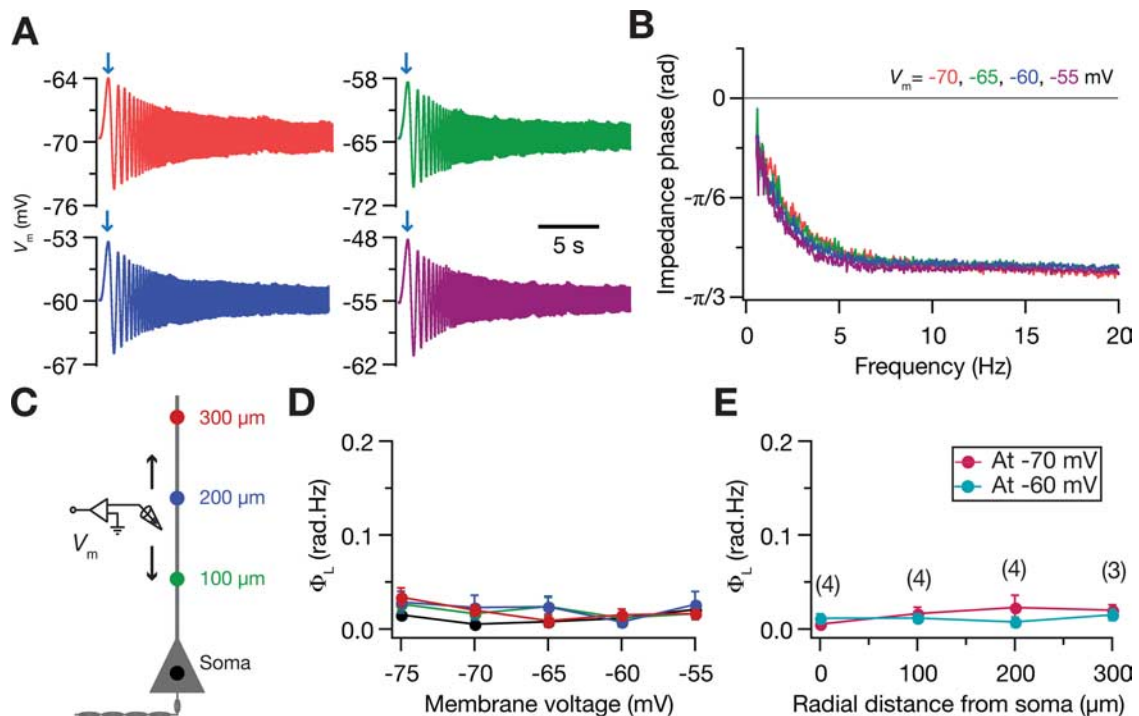 A
-64
-70
-76
-58
-65
-72
Vm (mV)
5 s
-53
-60
-67
-48
-55
-62
B
Vm= -70, -65, -60, -55 mV
Impedance phase (rad)
0
-π/6
-π/3
0 5 10 15 20
Frequency (Hz)
C
300 µm
200 µm
100 µm
Vm
Soma
D
ΦL (rad.Hz)
0.2
0.1
0.0
-75 -70 -65 -60 -55
Membrane voltage (mV)
E
ΦL (rad.Hz)
0.2
0.1
0.0
At -70 mV
At -60 mV
(4) (4) (4) (3)
0 100 200 300
Radial distance from soma (µm)